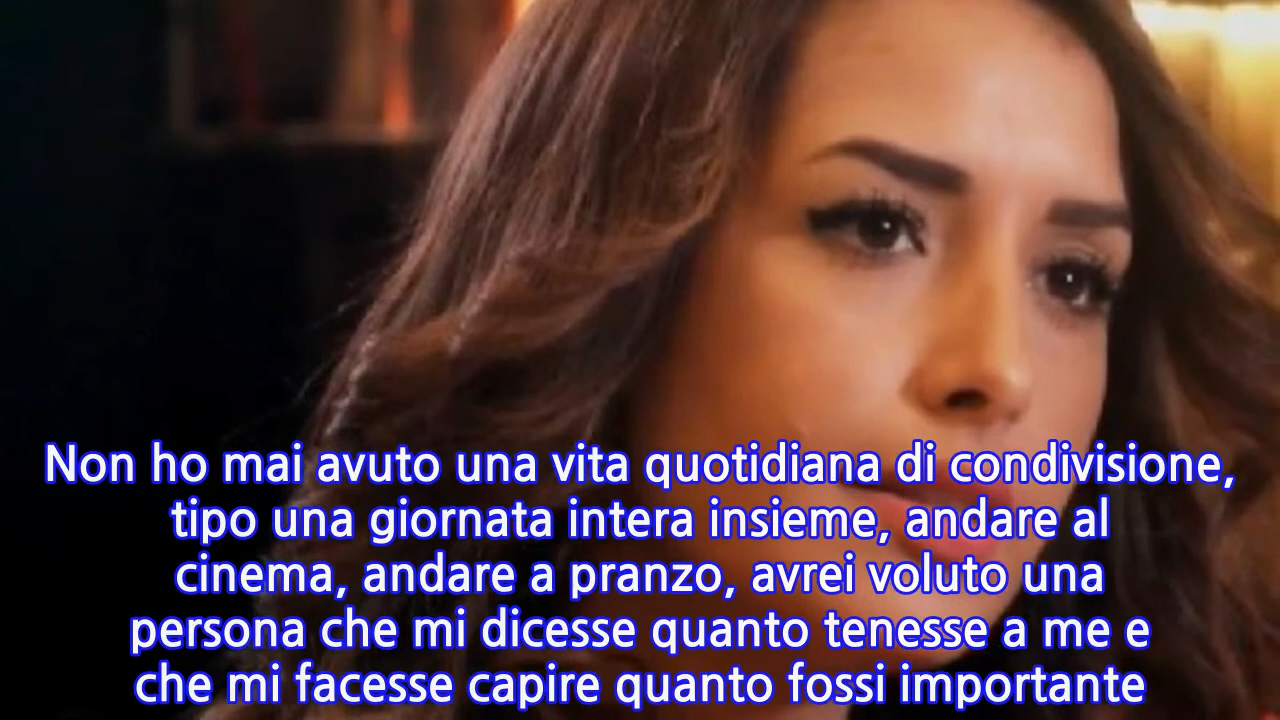 Non ho mai avuto una vita quotidiana di condivisione,
tipo una giornata intera insieme, andare al
cinema, andare a pranzo, avrei voluto una
persona che mi dicesse quanto tenesse a me e
che mi facesse capire quanto fossi importante